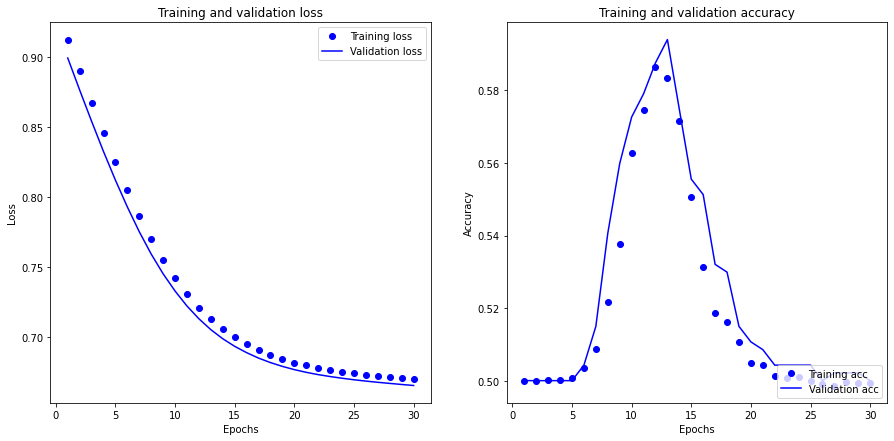 Training and validation loss
Training loss
Validation loss
0.90
0.85
0.80
0.75
0.70
Loss
0
5
10
15
20
25
30
Epochs
Training and validation accuracy
0.58
0.56
0.54
0.52
0.50
Accuracy
Training acc
Validation acc
0
5
10
15
20
25
30
Epochs